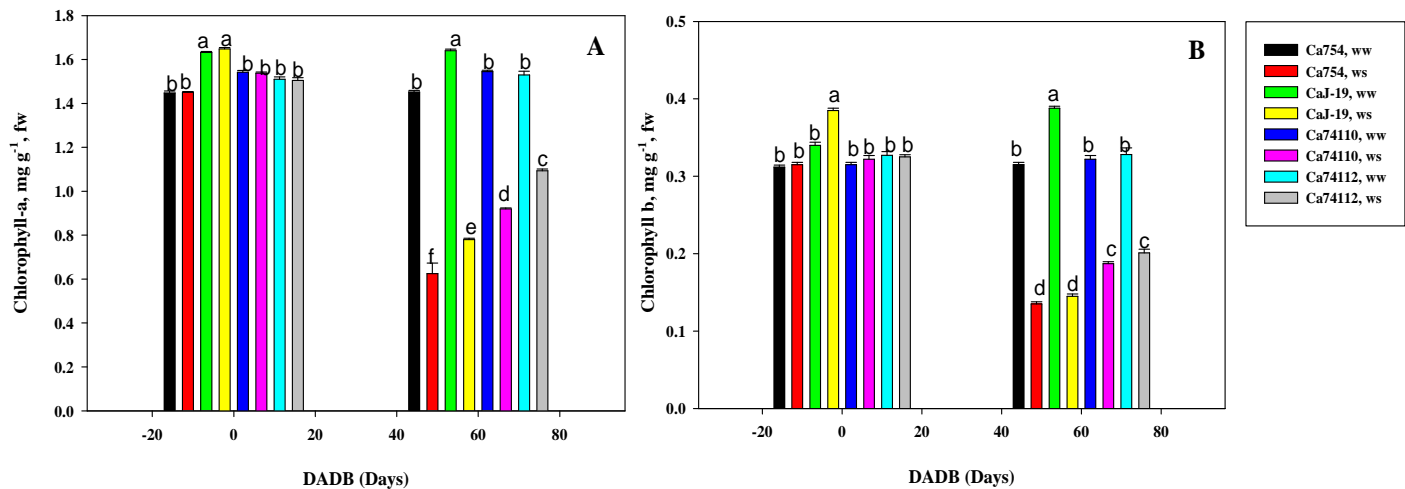 1.8
1.6
1.4
1.2
1.0
0.8
0.6
0.4
0.2
0.0
Chlorophyll-a, mg g-1, fw
A
b b a a b b b b
b f a e b d b c
-20 0 20 40 60 80
DADB (Days)
0.5
0.4
0.3
0.2
0.1
0.0
Chlorophyll b, mg g-1, fw
B
b b b a b b b b
b d a d b c b c
-20 0 20 40 60 80
DADB (Days)
Ca754, ww
Ca754, ws
CaJ-19, ww
CaJ-19, ws
Ca74110, ww
Ca74110, ws
Ca74112, ww
Ca74112, ws